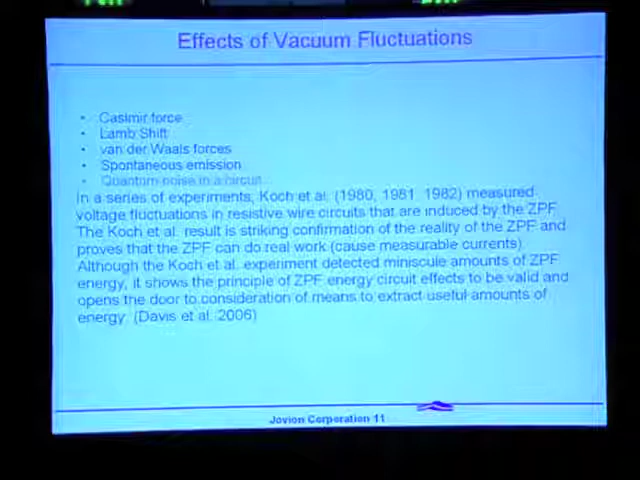 Effects of Vacuum Fluctuations
• Casimir force
• Lamb Shift
• van der Waals forces
• Spontaneous emission
• Quantum noise in a circuit...
In a series of experiments, Koch et al. (1980, 1981, 1982) measured
voltage fluctuations in resistive wire circuits that are induced by the ZPF.
The Koch et al. result is striking confirmation of the reality of the ZPF and
proves that the ZPF can do real work (cause measurable currents).
Although the Koch et al. experiment detected miniscule amounts of ZPF
energy, it shows the principle of ZPF energy circuit effects to be valid and
opens the door to consideration of means to extract useful amounts of
energy. (Davis et al. 2006)
Jovion Corporation 11